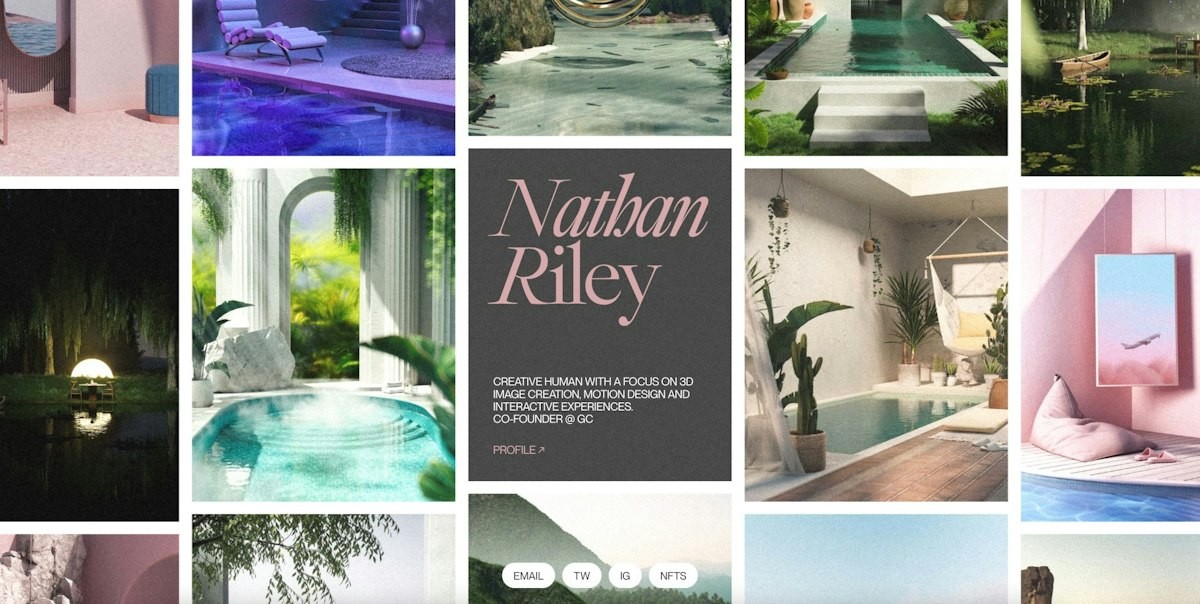 Nathan
Riley
CREATIVE HUMAN WITH A FOCUS ON 3D
IMAGE CREATION, MOTION DESIGN AND
INTERACTIVE EXPERIENCES.
CO-FOUNDER @ GC
PROFILE ↗
EMAIL
TW
IG
NFTS